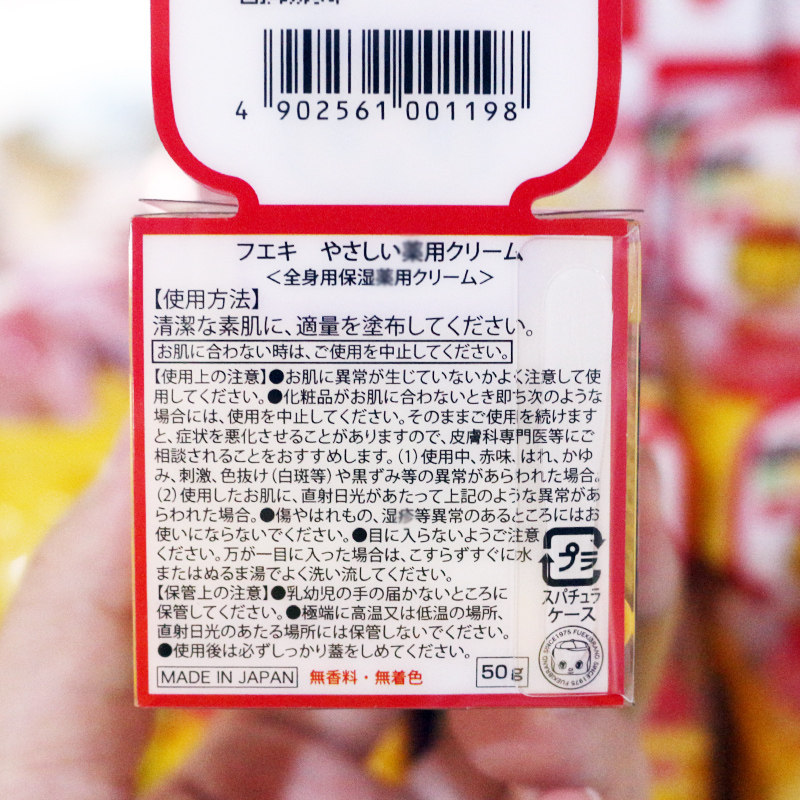 4 902561 001198
フエキ やさしい薬用クリーム
<全身用保湿薬用クリーム>
【使用方法】
清潔な素肌に、適量を塗布してください。
お肌に合わない時は、ご使用を中止してください。
【使用上の注意】●お肌に異常が生じていないかよく注意して使
用してください。●化粧品がお肌に合わないとき即ち次のような
場合には、使用を中止してください。そのままご使用を続けます
と、症状を悪化させることがありますので、皮膚科専門医等にご
相談されることをおすすめします。(1)使用中、赤味、はれ、かゆ
み、刺激、色抜け(白斑等)や黒ずみ等の異常があらわれた場合。
(2)使用したお肌に、直射日光があたって上記のような異常があ
らわれた場合。●傷やはれもの、湿疹等異常のあるところにはお
使いにならないでください。●目に入らないようご注意
ください。万が一目に入った場合は、こすらずすぐに水
またはぬるま湯でよく洗い流してください。
【保管上の注意】●乳幼児の手の届かないところに
保管してください。●極端に高温又は低温の場所、
直射日光のあたる場所には保管しないでください。
●使用後は必ずしっかり蓋をしめてください。
MADE IN JAPAN 無香料・無着色 50g
プラ
スパチュラ
ケース
SINCE1975 FUEKIBRAND SINCE1975 FUEKIBRAND